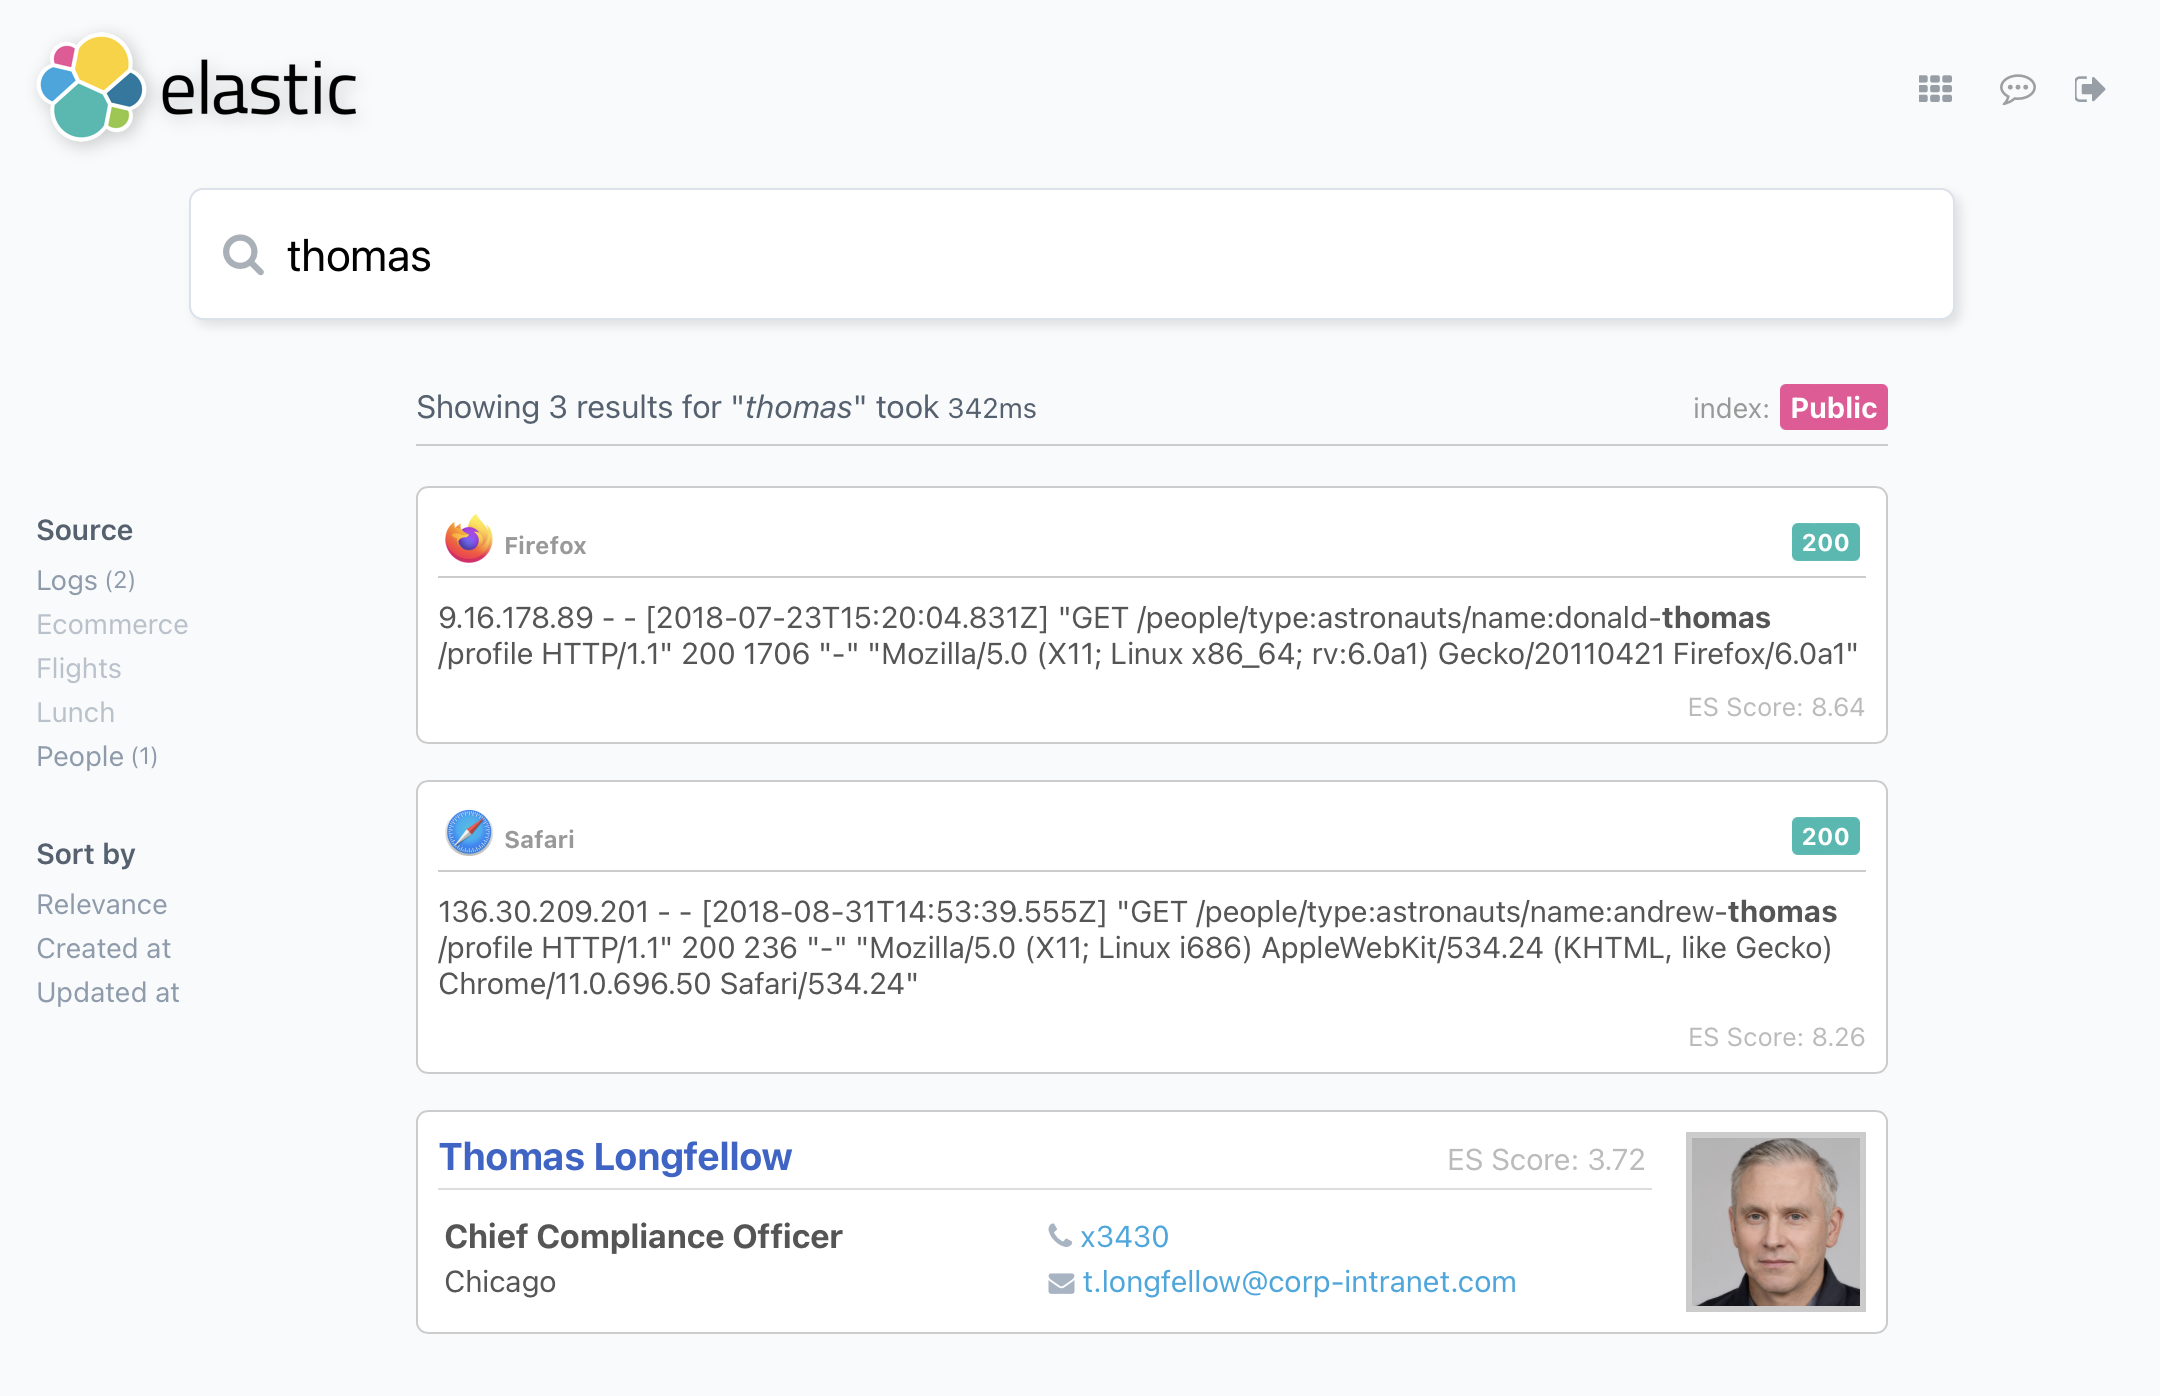 elastic
thomas
Showing 3 results for "thomas" took 342ms
index: Public
Source
Logs (2)
Ecommerce
Flights
Lunch
People (1)
Sort by
Relevance
Created at
Updated at
Firefox
200
9.16.178.89 - - [2018-07-23T15:20:04.831Z] "GET /people/type:astronauts/name:donald-thomas
/profile HTTP/1.1" 200 1706 "-" "Mozilla/5.0 (X11; Linux x86_64; rv:6.0a1) Gecko/20110421 Firefox/6.0a1"
ES Score: 8.64
Safari
200
136.30.209.201 - - [2018-08-31T14:53:39.555Z] "GET /people/type:astronauts/name:andrew-thomas
/profile HTTP/1.1" 200 236 "-" "Mozilla/5.0 (X11; Linux i686) AppleWebKit/534.24 (KHTML, like Gecko)
Chrome/11.0.696.50 Safari/534.24"
ES Score: 8.26
Thomas Longfellow
ES Score: 3.72
Chief Compliance Officer
x3430
Chicago
t.longfellow@corp-intranet.com